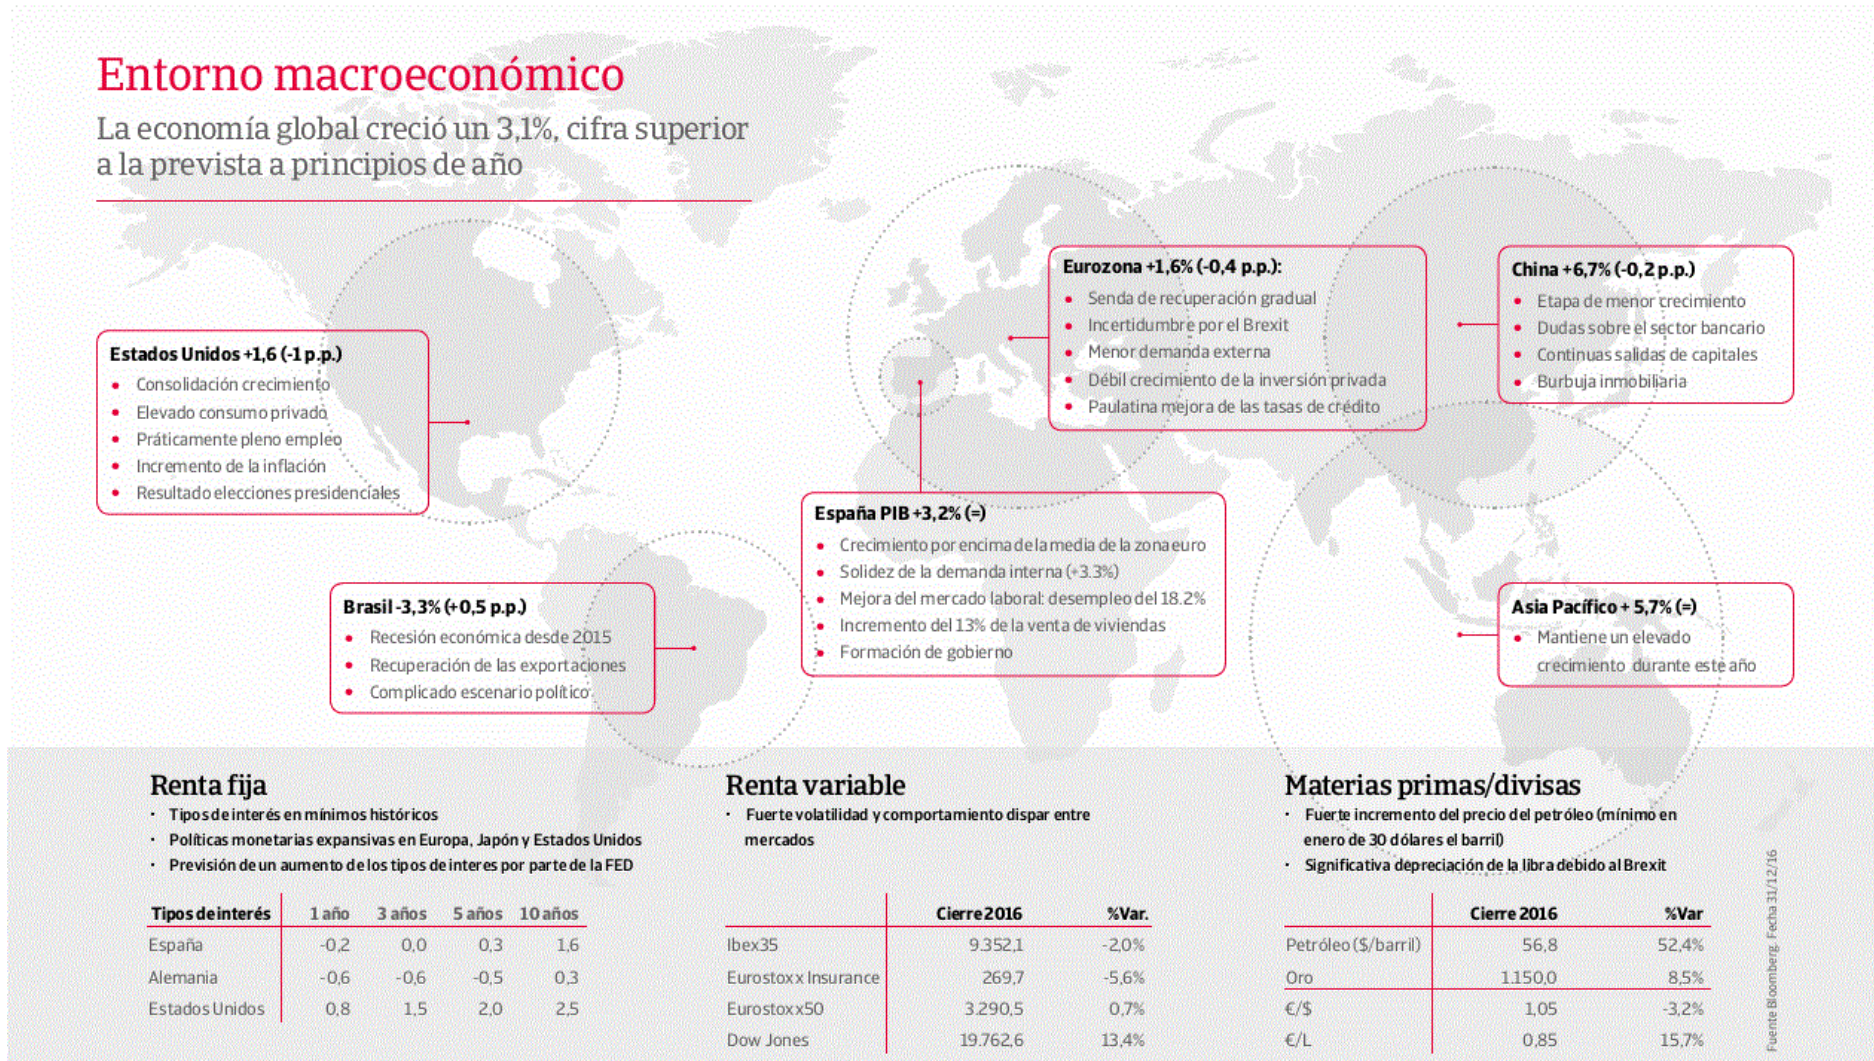 Entorno macroeconómico
La economía global creció un 3,1%, cifra superior
a la prevista a principios de año
Estados Unidos +1,6 (-1 p.p.)
• Consolidación crecimiento
• Elevado consumo privado
• Práticamente pleno empleo
• Incremento de la inflación
• Resultado elecciones presidenciales
Eurozona +1,6% (-0,4 p.p.):
• Senda de recuperación gradual
• Incertidumbre por el Brexit
• Menor demanda externa
• Débil crecimiento de la inversión privada
• Paulatina mejora de las tasas de crédito
China +6,7% (-0,2 p.p.)
• Etapa de menor crecimiento
• Dudas sobre el sector bancario
• Continuas salidas de capitales
• Burbuja inmobiliaria
España PIB +3,2% (=)
• Crecimiento por encima de la media de la zona euro
• Solidez de la demanda interna (+3.3%)
• Mejora del mercado laboral: desempleo del 18.2%
• Incremento del 13% de la venta de viviendas
• Formación de gobierno
Brasil -3,3% (+0,5 p.p.)
• Recesión económica desde 2015
• Recuperación de las exportaciones
• Complicado escenario político
Asia Pacífico + 5,7% (=)
• Mantiene un elevado
crecimiento durante este año
Renta fija
· Tipos de interés en mínimos históricos
· Políticas monetarias expansivas en Europa, Japón y Estados Unidos
· Previsión de un aumento de los tipos de interes por parte de la FED
Tipos de interés 1 año 3 años 5 años 10 años
España -0,2 0,0 0,3 1,6
Alemania -0,6 -0,6 -0,5 0,3
Estados Unidos 0,8 1,5 2,0 2,5
Renta variable
· Fuerte volatilidad y comportamiento dispar entre
mercados
Cierre 2016 %Var.
Ibex35 9.352,1 -2,0%
Eurostoxx Insurance 269,7 -5,6%
Eurostoxx50 3.290,5 0,7%
Dow Jones 19.762,6 13,4%
Materias primas/divisas
· Fuerte incremento del precio del petróleo (mínimo en
enero de 30 dólares el barril)
· Significativa depreciación de la libra debido al Brexit
Cierre 2016 %Var
Petróleo ($/barril) 56,8 52,4%
Oro 1.150,0 8,5%
€/$ 1,05 -3,2%
€/L 0,85 15,7%
Fuente Bloomberg. Fecha 31/12/16